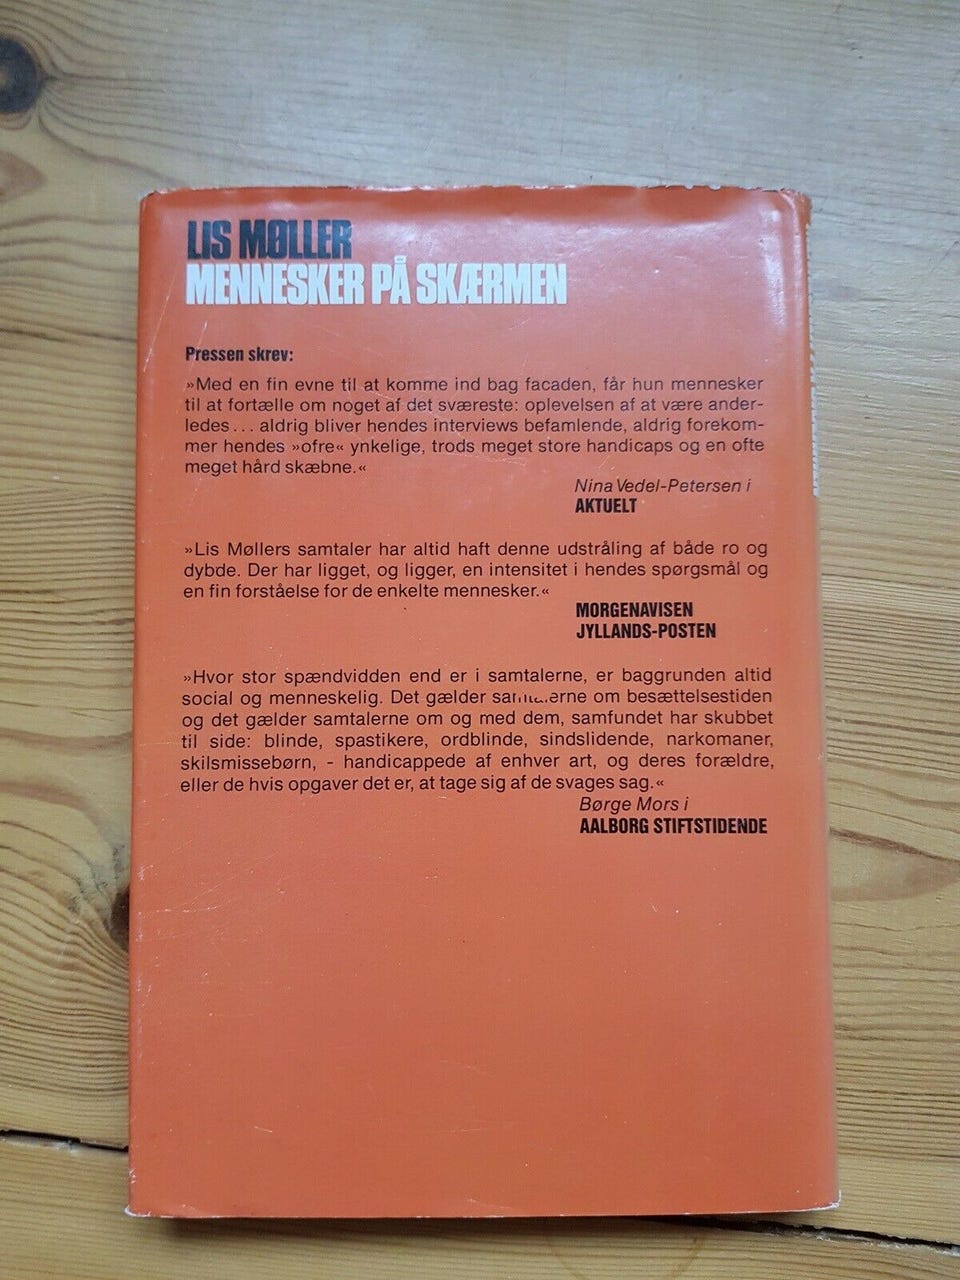 LIS MØLLER
MENNESKER PÅ SKÆRMEN
Pressen skrev:
»Med en fin evne til at komme ind bag facaden, får hun mennesker
til at fortælle om noget af det sværeste: oplevelsen af at være ander-
ledes... aldrig bliver hendes interviews befamlende, aldrig forekom-
mer hendes »ofre« ynkelige, trods meget store handicaps og en ofte
meget hård skæbne.«
Nina Vedel-Petersen i
AKTUELT
»Lis Møllers samtaler har altid haft denne udstråling af både ro og
dybde. Der har ligget, og ligger, en intensitet i hendes spørgsmål og
en fin forståelse for de enkelte mennesker.«
MORGENAVISEN
JYLLANDS-POSTEN
»Hvor stor spændvidden end er i samtalerne, er baggrunden altid
social og menneskelig. Det gælder samtalerne om besættelsestiden
og det gælder samtalerne om og med dem, samfundet har skubbet
til side: blinde, spastikere, ordblinde, sindslidende, narkomaner,
skilsmissebørn, - handicappede af enhver art, og deres forældre,
eller de hvis opgaver det er, at tage sig af de svages sag.«
Børge Mors i
AALBORG STIFTSTIDENDE